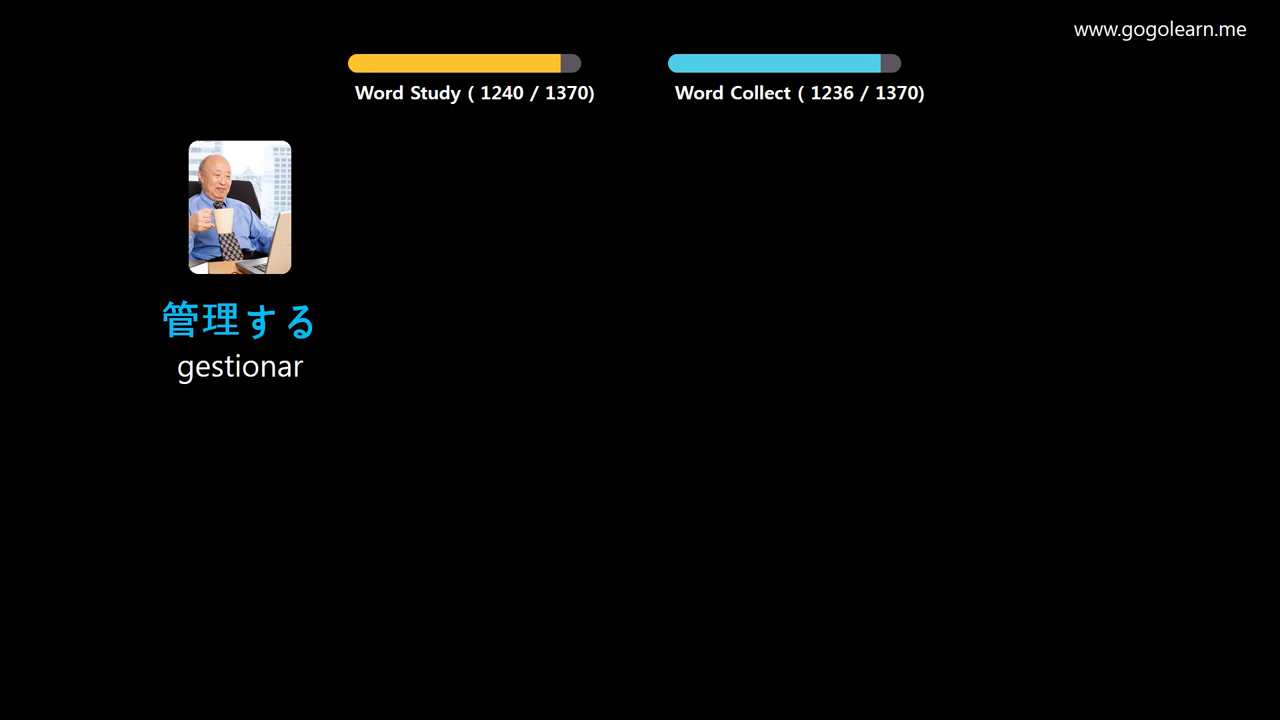 www.gogolearn.me
Word Study ( 1240 / 1370)
Word Collect ( 1236 / 1370)
管理する
gestionar